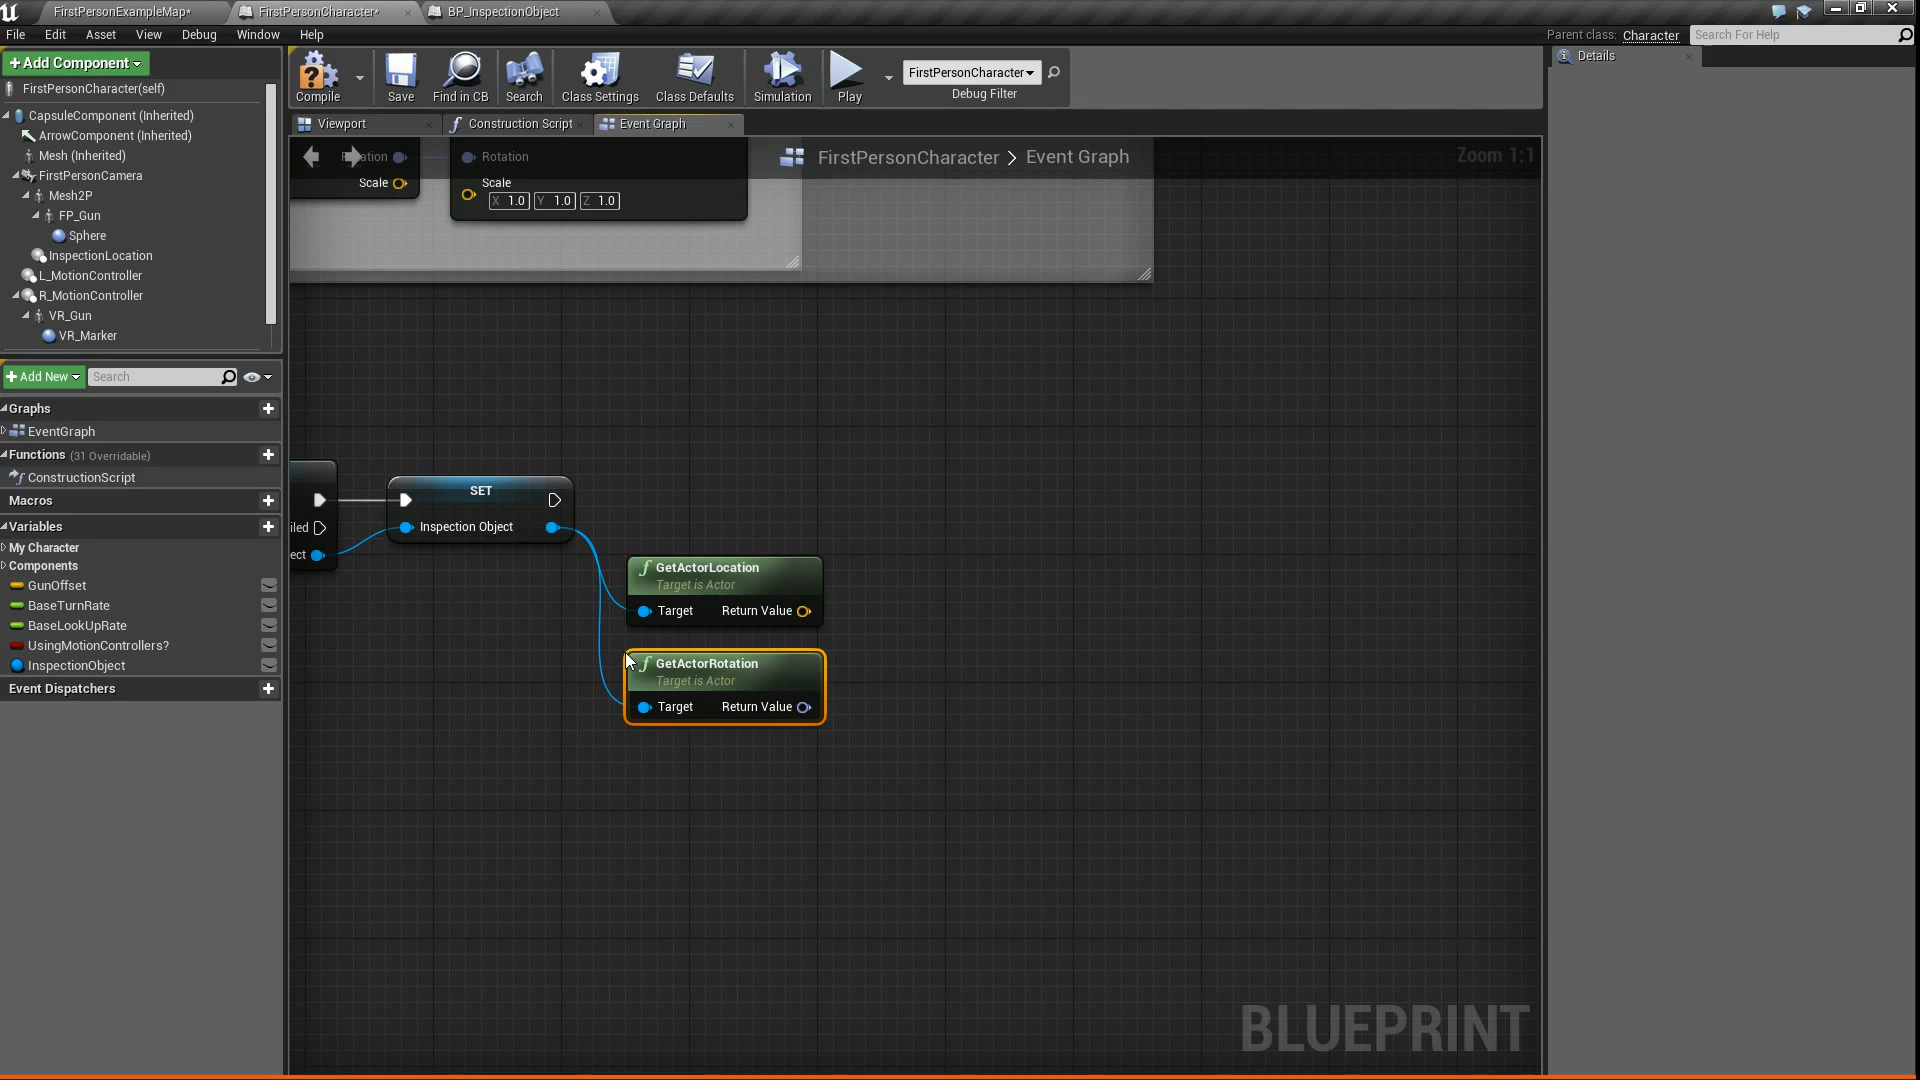 FirstPersonExampleMap*
FirstPersonCharacter*
BP_InspectionObject
File Edit Asset View Debug Window Help
Parent class: Character
Search For Help
+Add Component
FirstPersonCharacter(self)
CapsuleComponent (Inherited)
ArrowComponent (Inherited)
Mesh (Inherited)
FirstPersonCamera
Mesh2P
FP_Gun
Sphere
InspectionLocation
L_MotionController
R_MotionController
VR_Gun
VR_Marker
+Add New
Search
Graphs
EventGraph
Functions (31 Overridable)
ConstructionScript
Macros
Variables
My Character
Components
GunOffset
BaseTurnRate
BaseLookUpRate
UsingMotionControllers?
InspectionObject
Event Dispatchers
Compile
Save
Find in CB
Search
Class Settings
Class Defaults
Simulation
Play
FirstPersonCharacter
Debug Filter
Details
Viewport
Construction Script
Event Graph
FirstPersonCharacter > Event Graph
Zoom 1:1
Rotation
Scale
Scale
X 1.0 Y 1.0 Z 1.0
SET
Inspection Object
iled
ect
GetActorLocation
Target is Actor
Target Return Value
GetActorRotation
Target is Actor
Target Return Value
BLUEPRINT